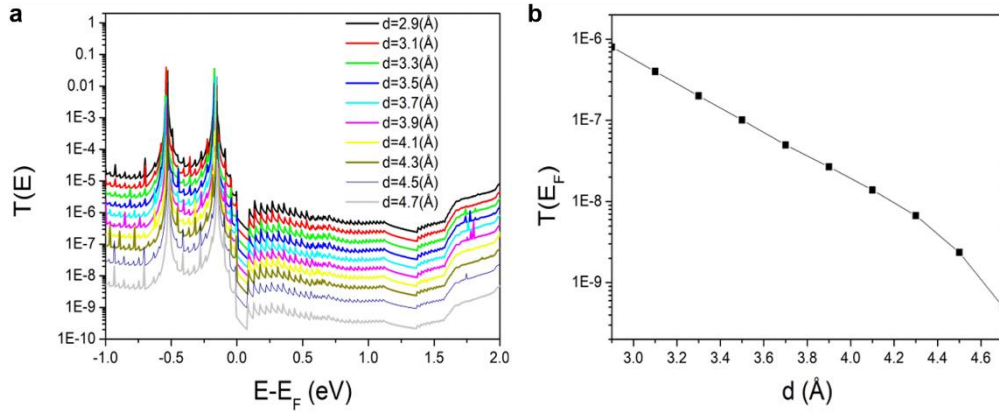 a
1
0.1
0.01
1E-3
1E-4
1E-5
1E-6
1E-7
1E-8
1E-9
1E-10
T(E)
d=2.9(Å)
d=3.1(Å)
d=3.3(Å)
d=3.5(Å)
d=3.7(Å)
d=3.9(Å)
d=4.1(Å)
d=4.3(Å)
d=4.5(Å)
d=4.7(Å)
-1.0 -0.5 0.0 0.5 1.0 1.5 2.0
E-E_F (eV)
b
1E-6
1E-7
1E-8
1E-9
T(E_F)
3.0 3.2 3.4 3.6 3.8 4.0 4.2 4.4 4.6
d (Å)